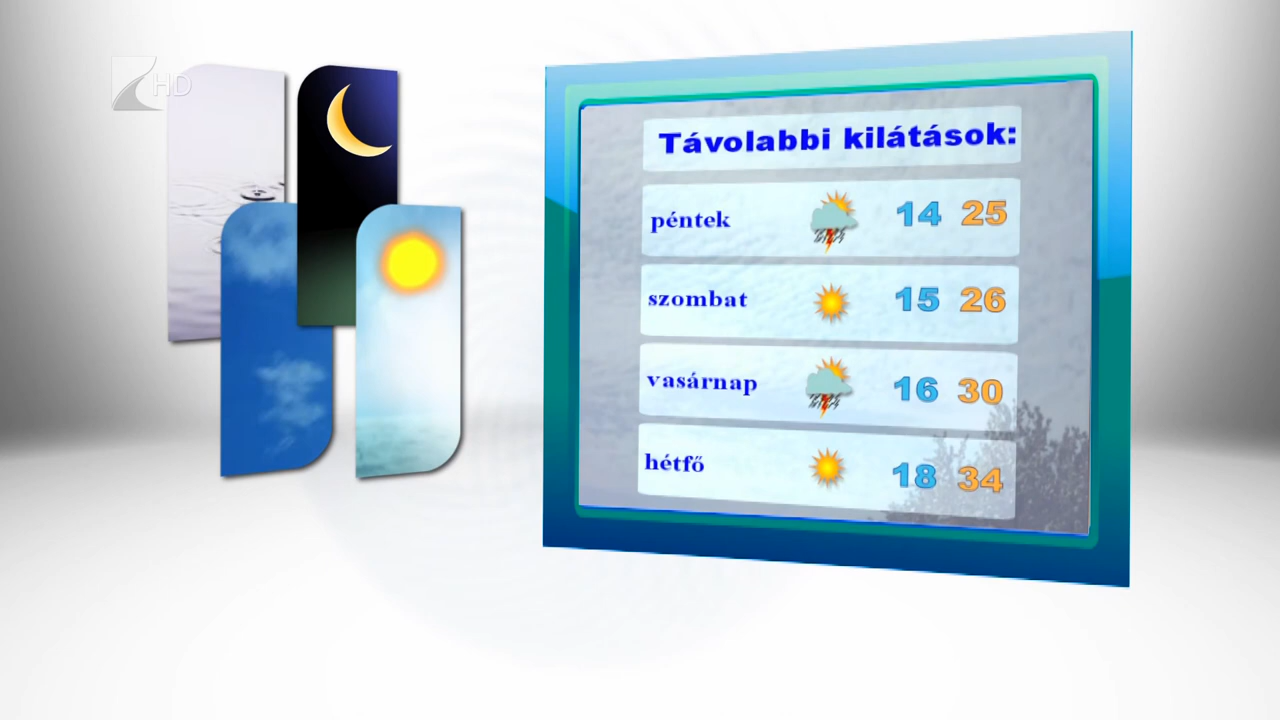 HD
Távolabbi kilátások:
péntek 14 25
szombat 15 26
vasárnap 16 30
hétfő 18 34